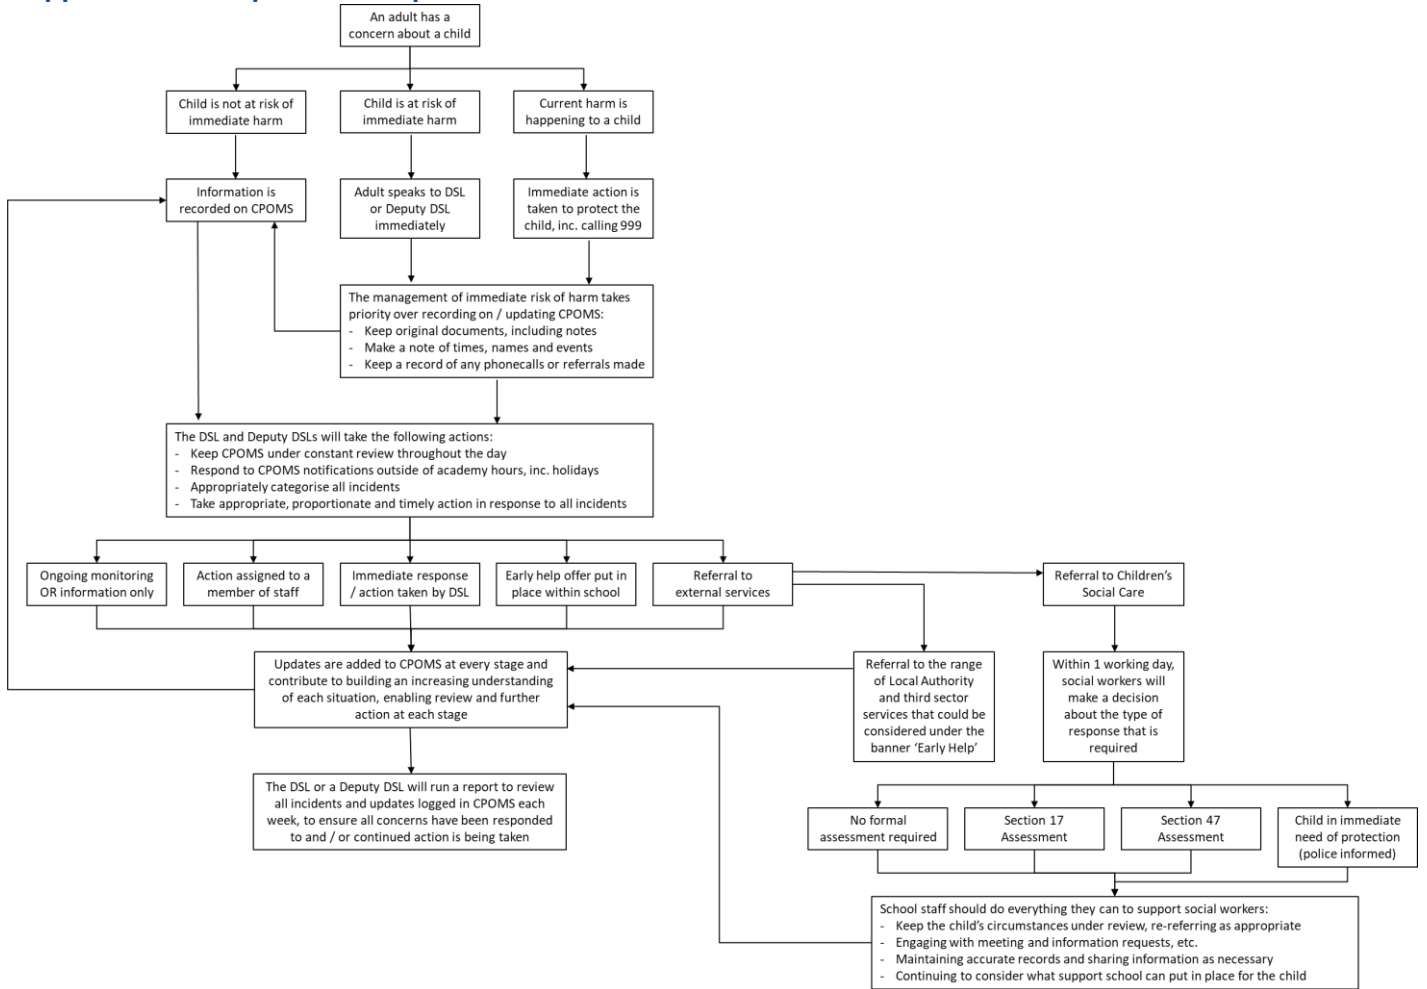 An adult has a
concern about a child
Child is not at risk of
immediate harm
Child is at risk of
immediate harm
Current harm is
happening to a child
Information is
recorded on CPOMS
Adult speaks to DSL
or Deputy DSL
immediately
Immediate action is
taken to protect the
child, inc. calling 999
The management of immediate risk of harm takes
priority over recording on / updating CPOMS:
- Keep original documents, including notes
- Make a note of times, names and events
- Keep a record of any phonecalls or referrals made
The DSL and Deputy DSLs will take the following actions:
- Keep CPOMS under constant review throughout the day
- Respond to CPOMS notifications outside of academy hours, inc. holidays
- Appropriately categorise all incidents
- Take appropriate, proportionate and timely action in response to all incidents
Ongoing monitoring
OR information only
Action assigned to a
member of staff
Immediate response
/ action taken by DSL
Early help offer put in
place within school
Referral to
external services
Referral to Children's
Social Care
Updates are added to CPOMS at every stage and
contribute to building an increasing understanding
of each situation, enabling review and further
action at each stage
Referral to the range
of Local Authority
and third sector
services that could be
considered under the
banner 'Early Help'
Within 1 working day,
social workers will
make a decision
about the type of
response that is
required
The DSL or a Deputy DSL will run a report to review
all incidents and updates logged in CPOMS each
week, to ensure all concerns have been responded
to and / or continued action is being taken
No formal
assessment required
Section 17
Assessment
Section 47
Assessment
Child in immediate
need of protection
(police informed)
School staff should do everything they can to support social workers:
- Keep the child's circumstances under review, re-referring as appropriate
- Engaging with meeting and information requests, etc.
- Maintaining accurate records and sharing information as necessary
- Continuing to consider what support school can put in place for the child